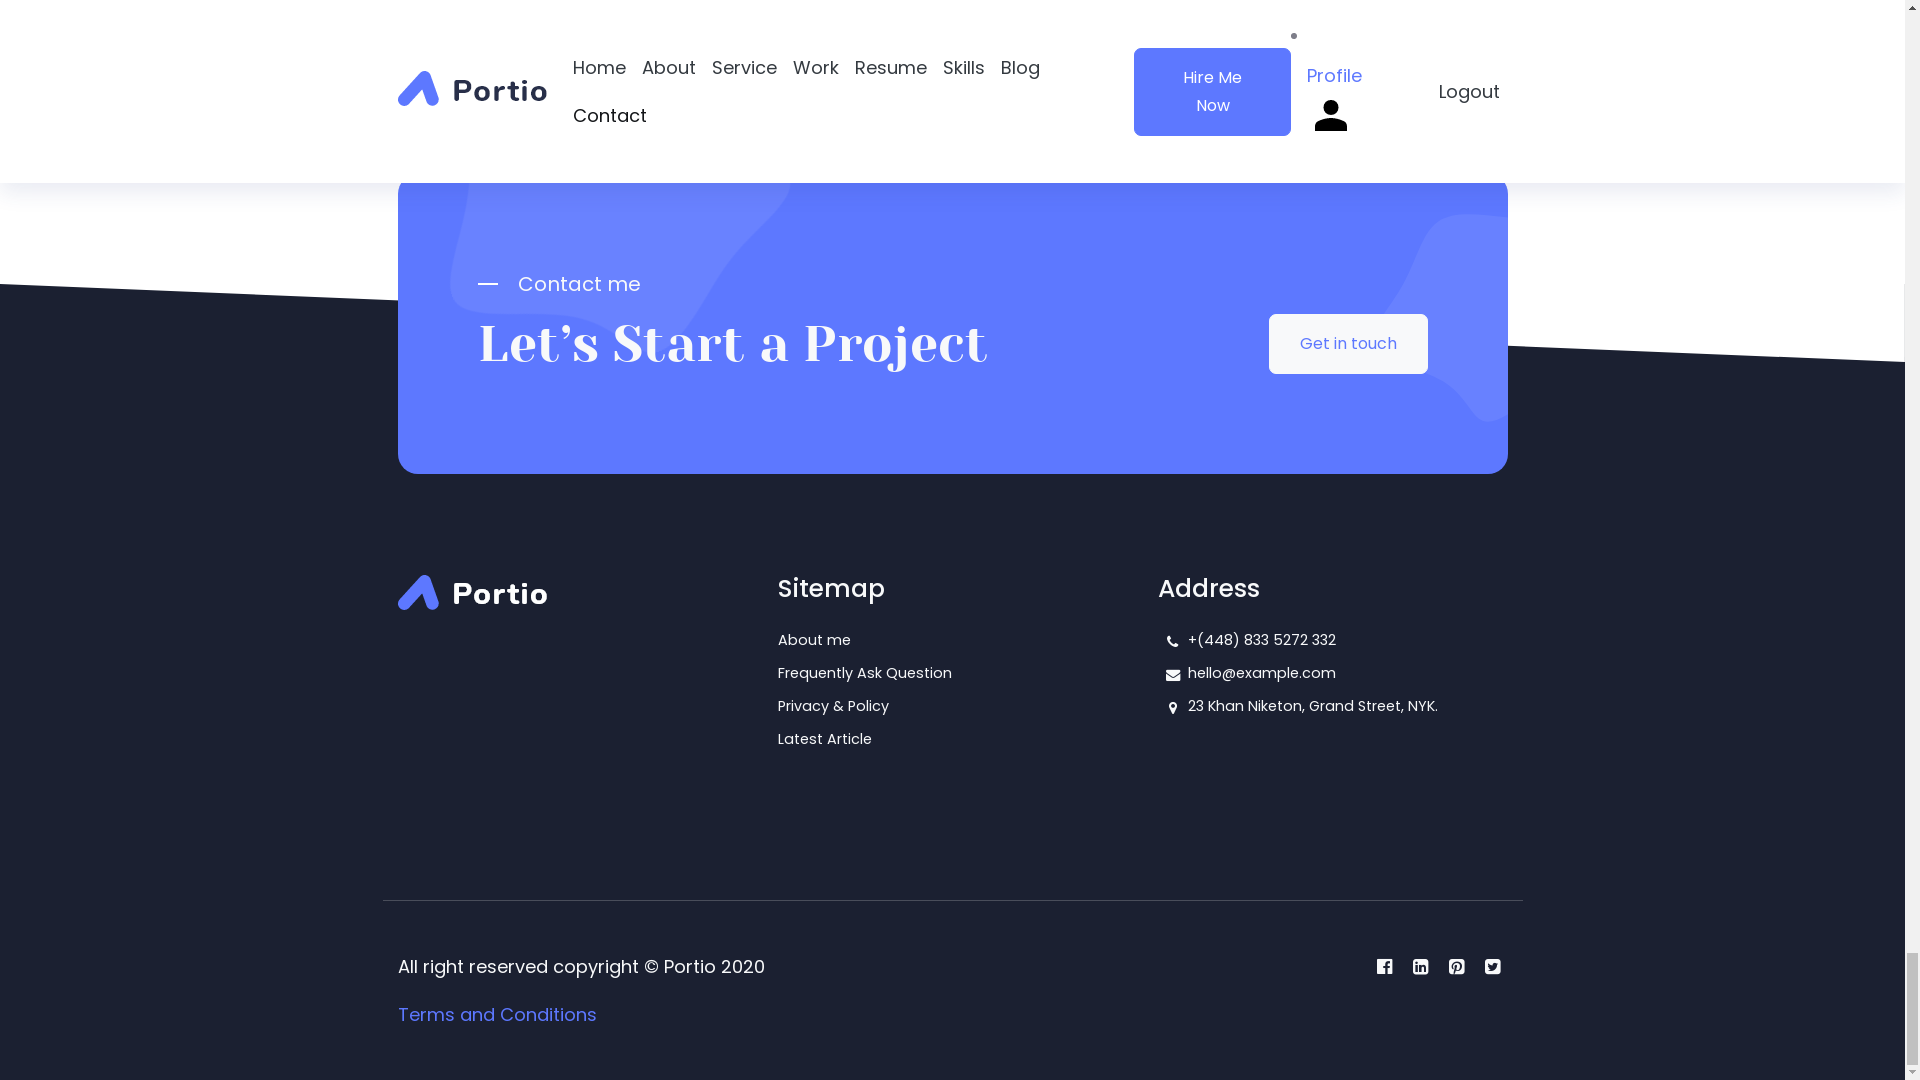 Portio
Home About Service Work Resume Skills Blog
Contact
Hire Me
Now
Profile
Logout
Contact me
Let’s Start a Project
Get in touch
Portio
Sitemap
About me
Frequently Ask Question
Privacy & Policy
Latest Article
Address
+(448) 833 5272 332
hello@example.com
23 Khan Niketon, Grand Street, NYK.
All right reserved copyright © Portio 2020
Terms and Conditions